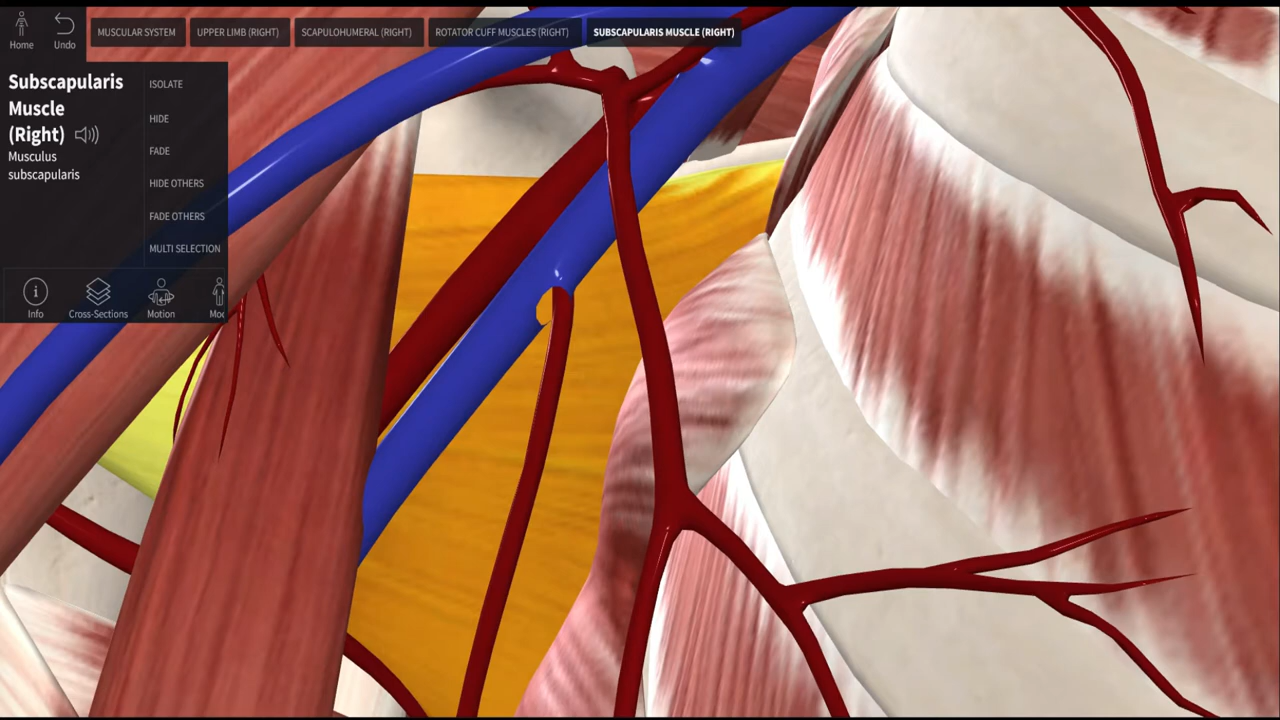 Home
Undo
MUSCULAR SYSTEM
UPPER LIMB (RIGHT)
SCAPULOHUMERAL (RIGHT)
ROTATOR CUFF MUSCLES (RIGHT)
SUBSCAPULARIS MUSCLE (RIGHT)
Subscapularis
Muscle
(Right)
Musculus
subscapularis
ISOLATE
HIDE
FADE
HIDE OTHERS
FADE OTHERS
MULTI SELECTION
Info
Cross-Sections
Motion